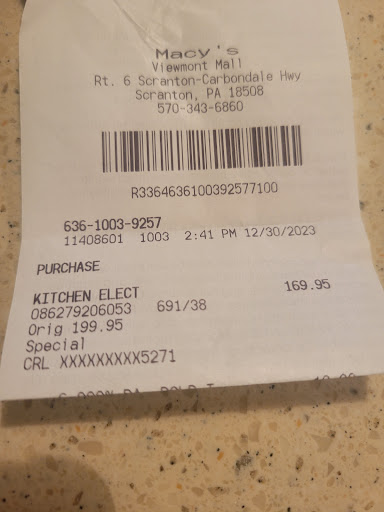 Macy's
Viewmont Mall
Rt. 6 Scranton-Carbondale Hwy
Scranton, PA 18508
570-343-6860
R3364636100392577100
636-1003-9257
11408601 1003 2:41 PM 12/30/2023
PURCHASE
KITCHEN ELECT 169.95
086279206053 691/38
Orig 199.95
Special
CRL XXXXXXXXX5271